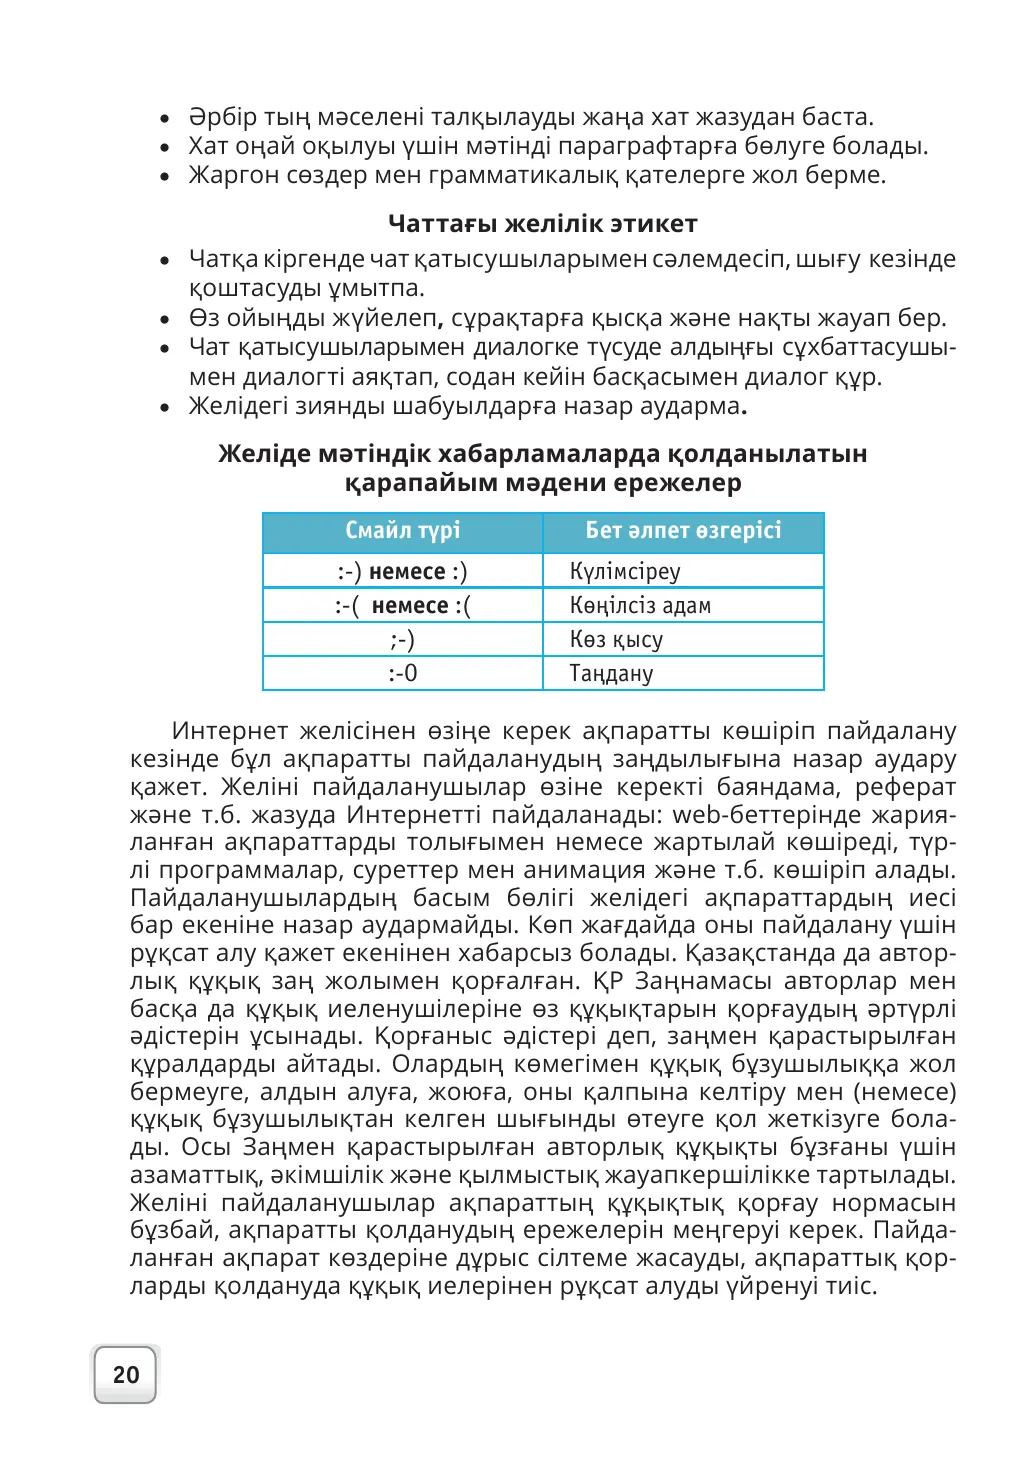 • Әрбір тың мәселені талқылауды жаңа хат жазудан баста.
• Хат оңай оқылуы үшін мәтінді параграфтарға бөлуге болады.
• Жаргон сөздер мен грамматикалық қателерге жол берме.
Чаттағы желілік этикет
• Чатқа кіргенде чат қатысушыларымен сәлемдесіп, шығу кезінде
қоштасуды ұмытпа.
• Өз ойыңды жүйелеп, сұрақтарға қысқа және нақты жауап бер.
• Чат қатысушыларымен диалогке түсуде алдыңғы сұхбаттасушы-
мен диалогті аяқтап, содан кейін басқасымен диалог құр.
• Желідегі зиянды шабуылдарға назар аударма.
Желіде мәтіндік хабарламаларда қолданылатын
қарапайым мәдени ережелер
Смайл түрі Бет әлпет өзгерісі
:-) немесе :) Күлімсіреу
:-( немесе :( Көңілсіз адам
;-) Көз қысу
:-0 Таңдану
Интернет желісінен өзіңе керек ақпаратты көшіріп пайдалану
кезінде бұл ақпаратты пайдаланудың заңдылығына назар аудару
қажет. Желіні пайдаланушылар өзіне керекті баяндама, реферат
және т.б. жазуда Интернетті пайдаланады: web-беттерінде жария-
ланған ақпараттарды толығымен немесе жартылай көшіреді, түр-
лі программалар, суреттер мен анимация және т.б. көшіріп алады.
Пайдаланушылардың басым бөлігі желідегі ақпараттардың иесі
бар екеніне назар аудармайды. Көп жағдайда оны пайдалану үшін
рұқсат алу қажет екенінен хабарсыз болады. Қазақстанда да автор-
лық құқық заң жолымен қорғалған. ҚР Заңнамасы авторлар мен
басқа да құқық иеленушілеріне өз құқықтарын қорғаудың әртүрлі
әдістерін ұсынады. Қорғаныс әдістері деп, заңмен қарастырылған
құралдарды айтады. Олардың көмегімен құқық бұзушылыққа жол
бермеуге, алдын алуға, жоюға, оны қалпына келтіру мен (немесе)
құқық бұзушылықтан келген шығынды өтеуге қол жеткізуге бола-
ды. Осы Заңмен қарастырылған авторлық құқықты бұзғаны үшін
азаматтық, әкімшілік және қылмыстық жауапкершілікке тартылады.
Желіні пайдаланушылар ақпараттың құқықтық қорғау нормасын
бұзбай, ақпаратты қолданудың ережелерін меңгеруі керек. Пайда-
ланған ақпарат көздеріне дұрыс сілтеме жасауды, ақпараттық қор-
ларды қолдануда құқық иелерінен рұқсат алуды үйренуі тиіс.
20